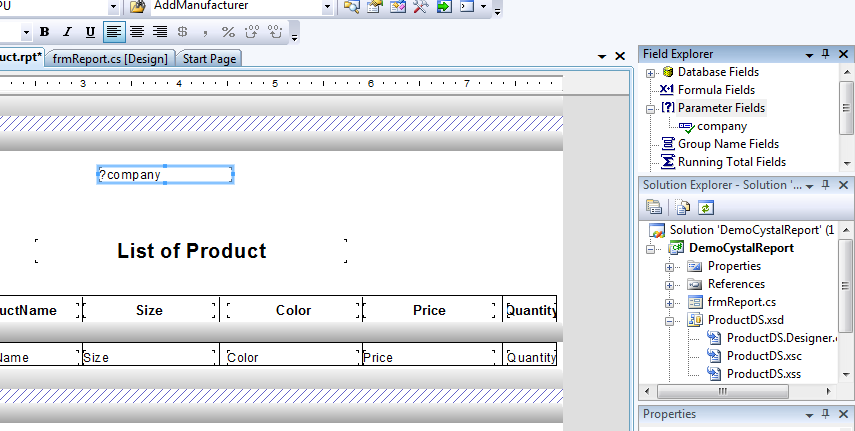 PU AddManufacturer
B I U $ , %
uct.rpt* frmReport.cs [Design] Start Page
3 4 5 6 7
?company
List of Product
uctName Size Color Price Quantity
Name Size Color Price Quantity
Field Explorer
Database Fields
Formula Fields
Parameter Fields
company
Group Name Fields
Running Total Fields
Solution Explorer - Solution '...
Solution 'DemoCystalReport' (1
DemoCystalReport
Properties
References
frmReport.cs
ProductDS.xsd
ProductDS.Designer.
ProductDS.xsc
ProductDS.xss
Properties